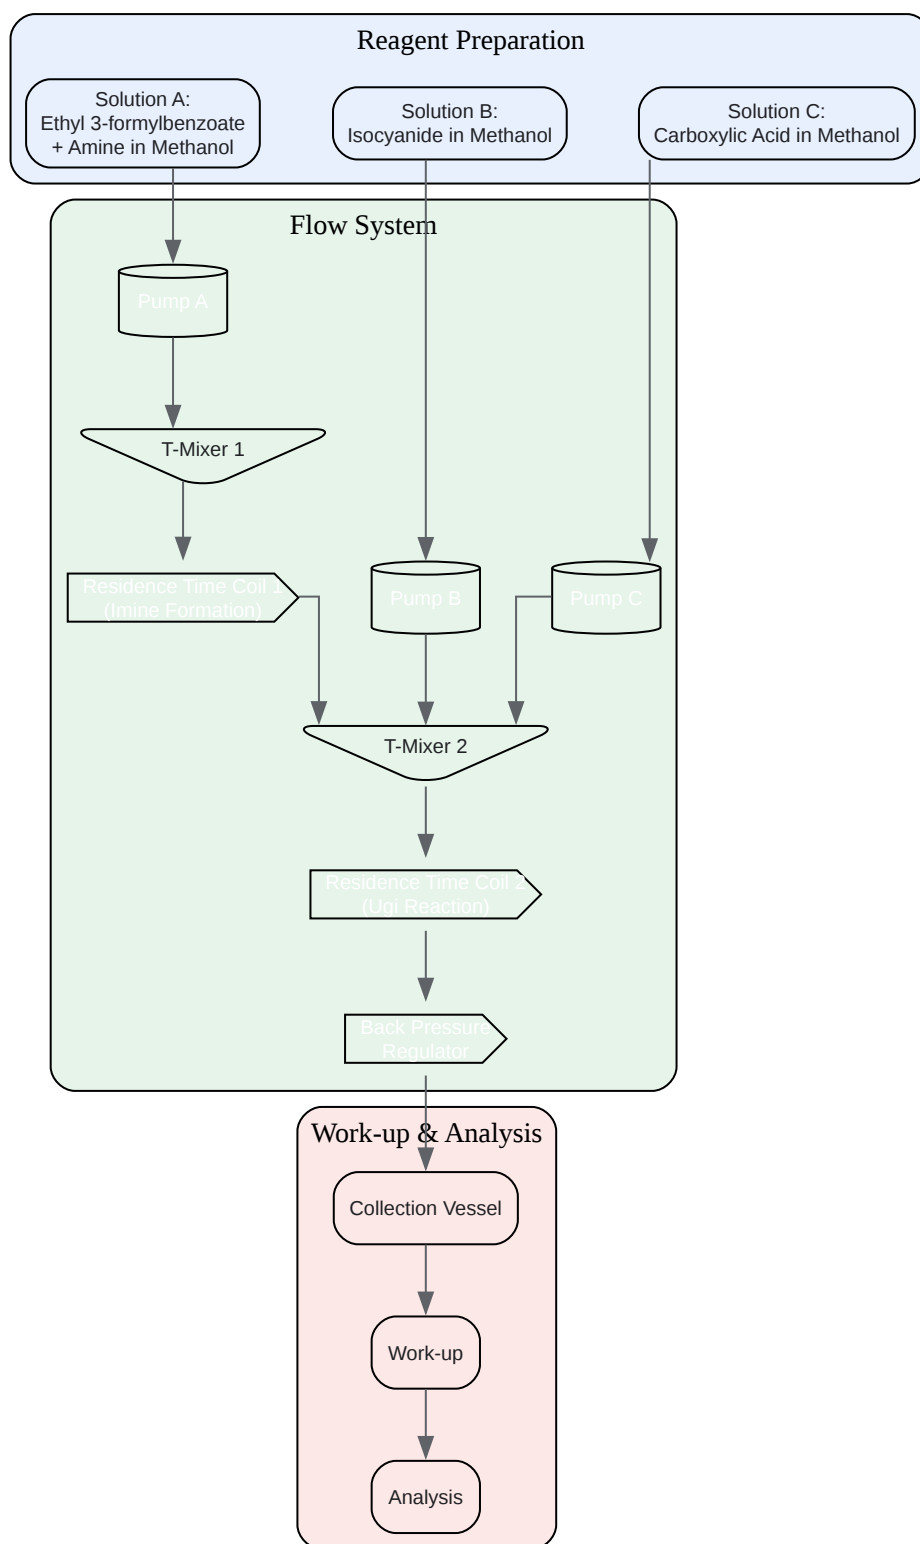 Reagent Preparation
Solution A:
Ethyl 3-formylbenzoate
+ Amine in Methanol
Solution B:
Isocyanide in Methanol
Solution C:
Carboxylic Acid in Methanol
Flow System
Pump A
T-Mixer 1
Residence Time Coil 1
(Imine Formation)
Pump B
Pump C
T-Mixer 2
Residence Time Coil 2
(Ugi Reaction)
Back Pressure
Regulator
Work-up & Analysis
Collection Vessel
Work-up
Analysis